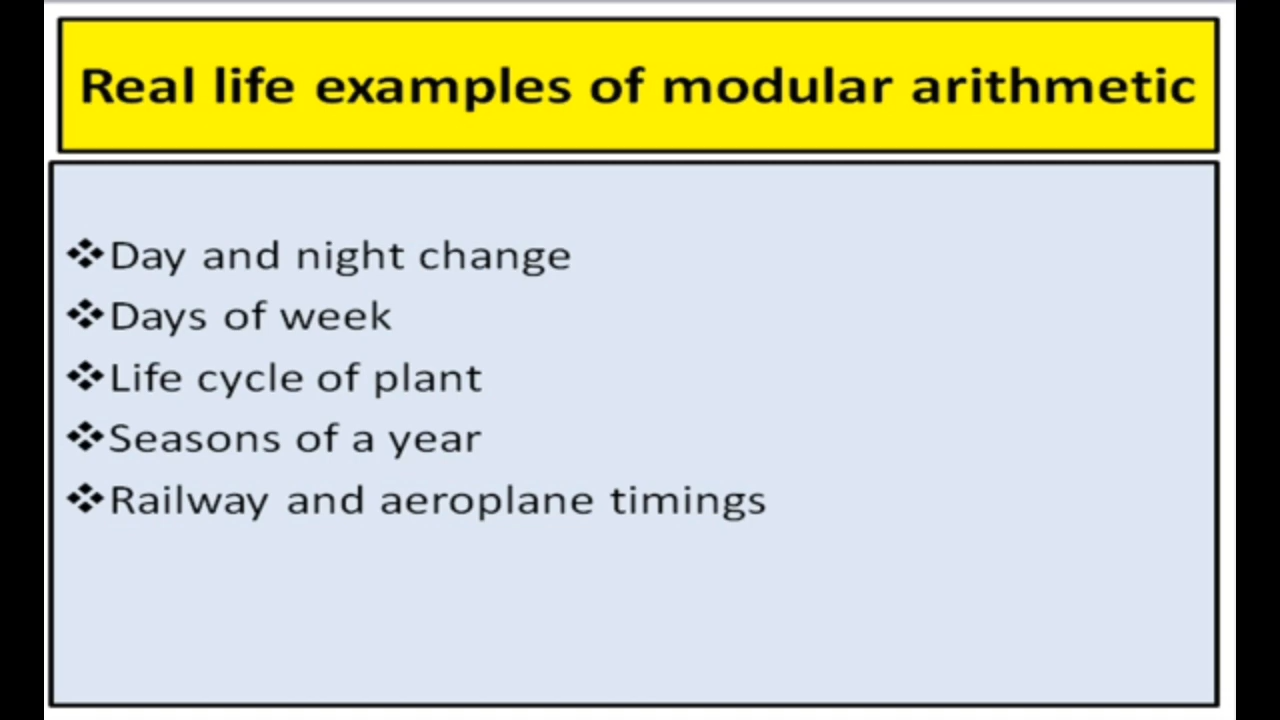 Real life examples of modular arithmetic
❖Day and night change
❖Days of week
❖Life cycle of plant
❖Seasons of a year
❖Railway and aeroplane timings